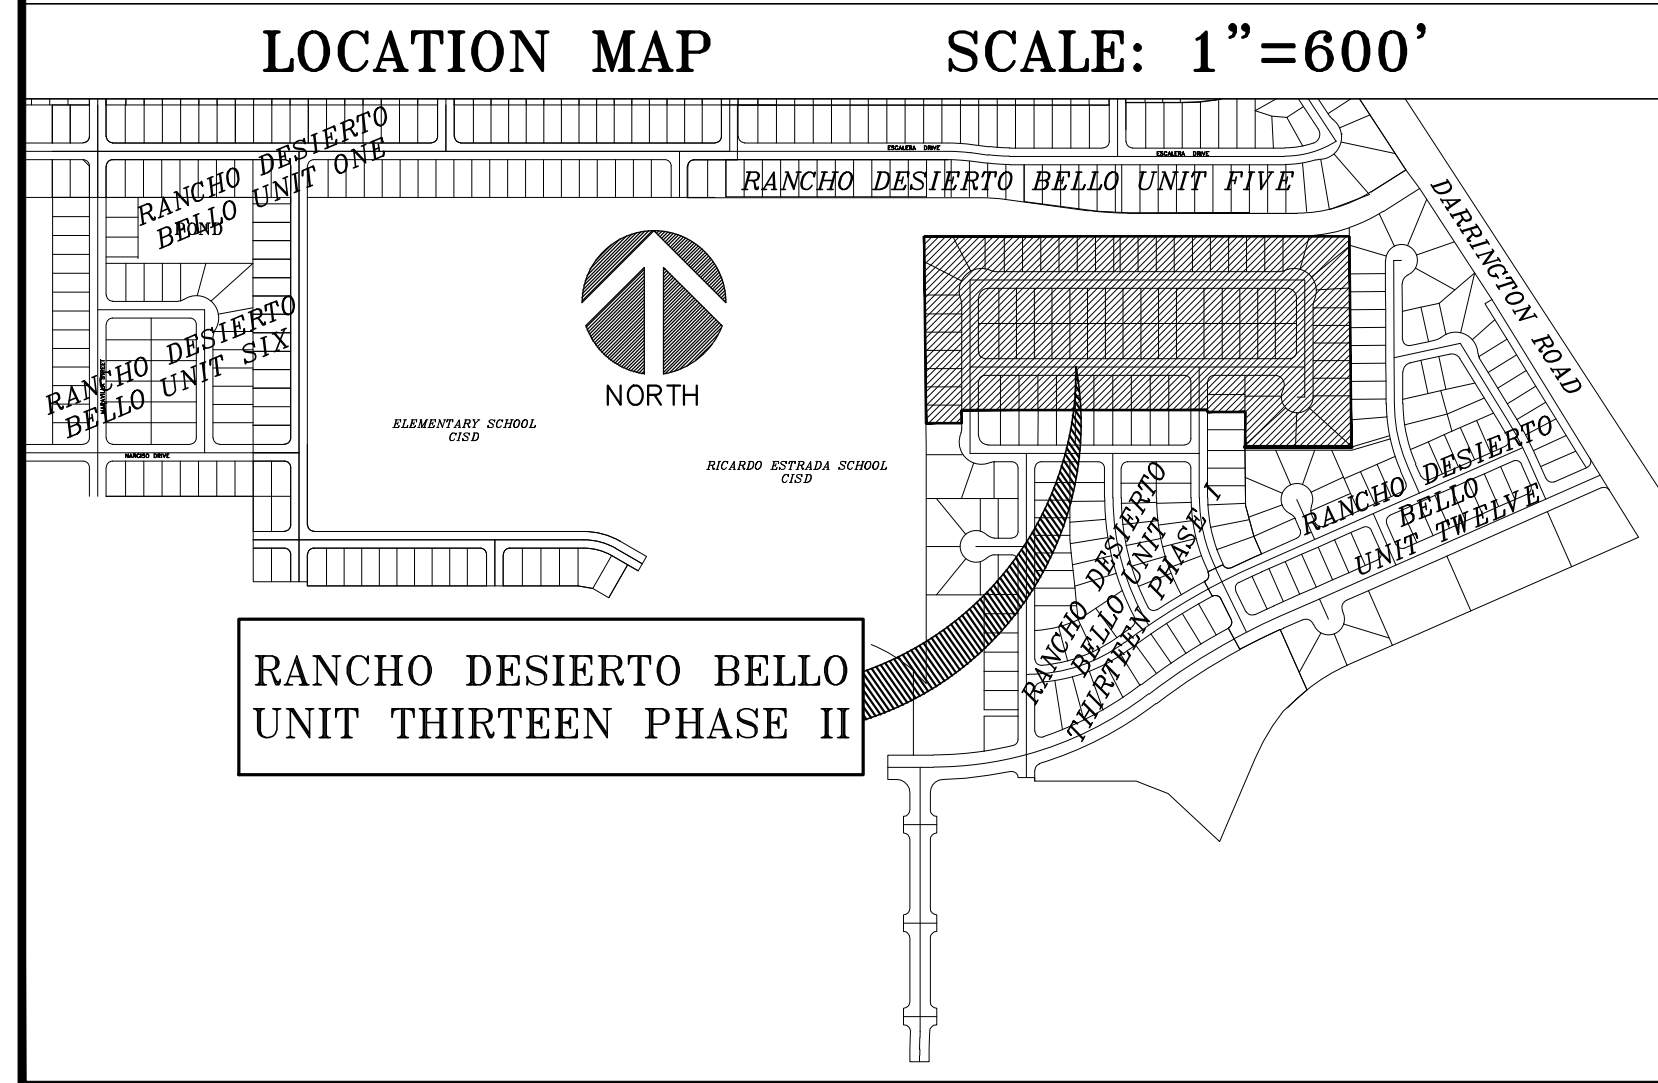 LOCATION MAP SCALE: 1"=600'
RANCHO DESIERTO
BELLO UNIT ONE
POND
ESCALERA DRIVE
ESCALERA DRIVE
RANCHO DESIERTO BELLO UNIT FIVE
DARRINGTON ROAD
RANCHO DESIERTO
BELLO UNIT SIX
NORTH
ELEMENTARY SCHOOL
CISD
RICARDO ESTRADA SCHOOL
CISD
NARCISO DRIVE
RANCHO DESIERTO
BELLO
UNIT TWELVE
RANCHO DESIERTO
BELLO UNIT
THIRTEEN PHASE I
RANCHO DESIERTO BELLO
UNIT THIRTEEN PHASE II